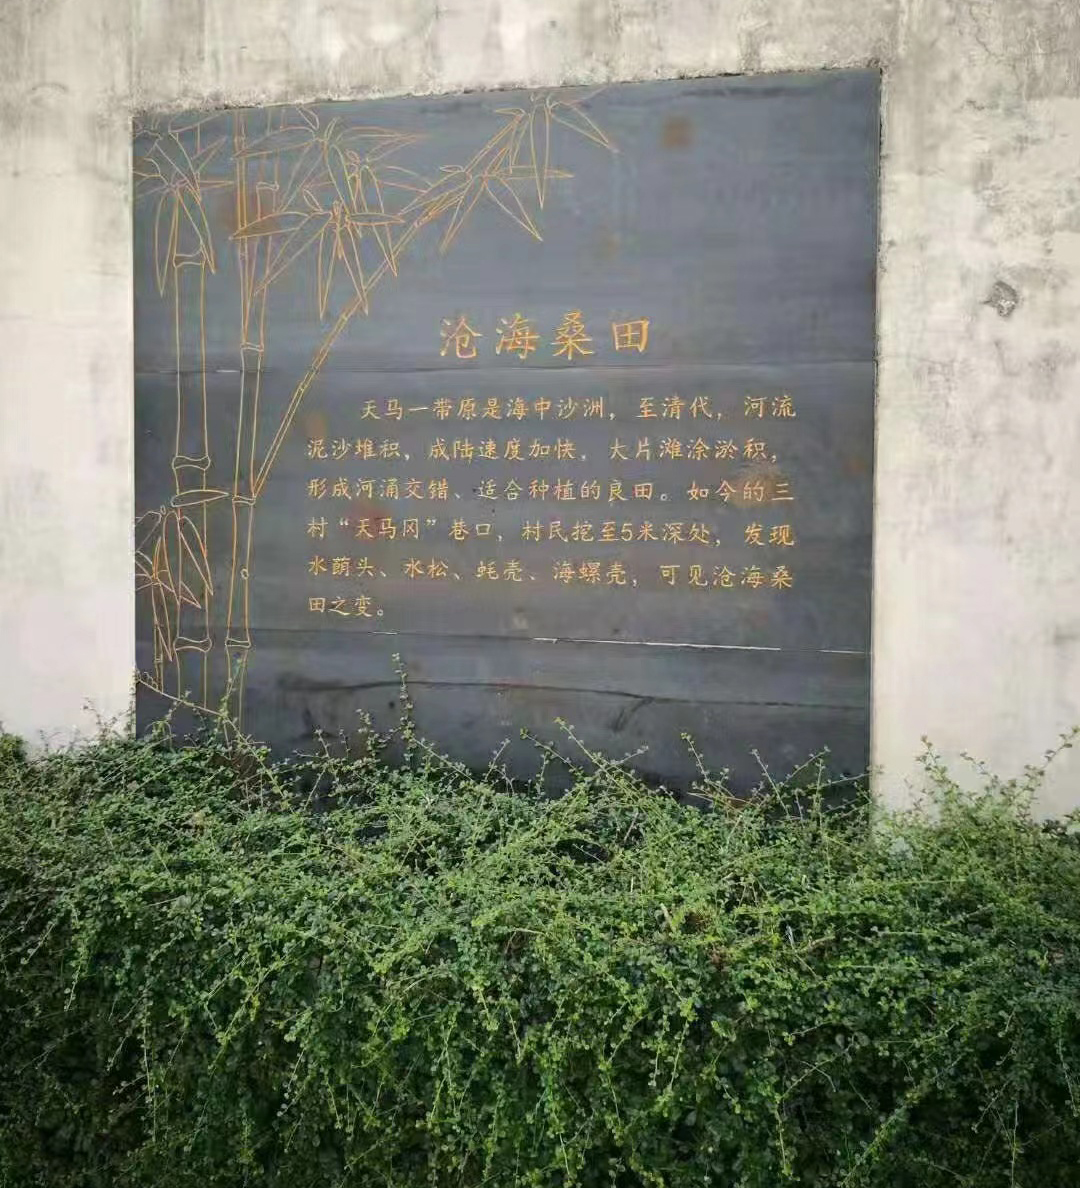 沧海桑田
天马一带原是海中沙洲，至清代，河流
泥沙堆积，成陆速度加快，大片滩涂淤积，
形成河涌交错、适合种植的良田。如今的三
村“天马冈”巷口，村民挖至5米深处，发现
水蓢头、水松、蚝壳、海螺壳，可见沧海桑
田之变。